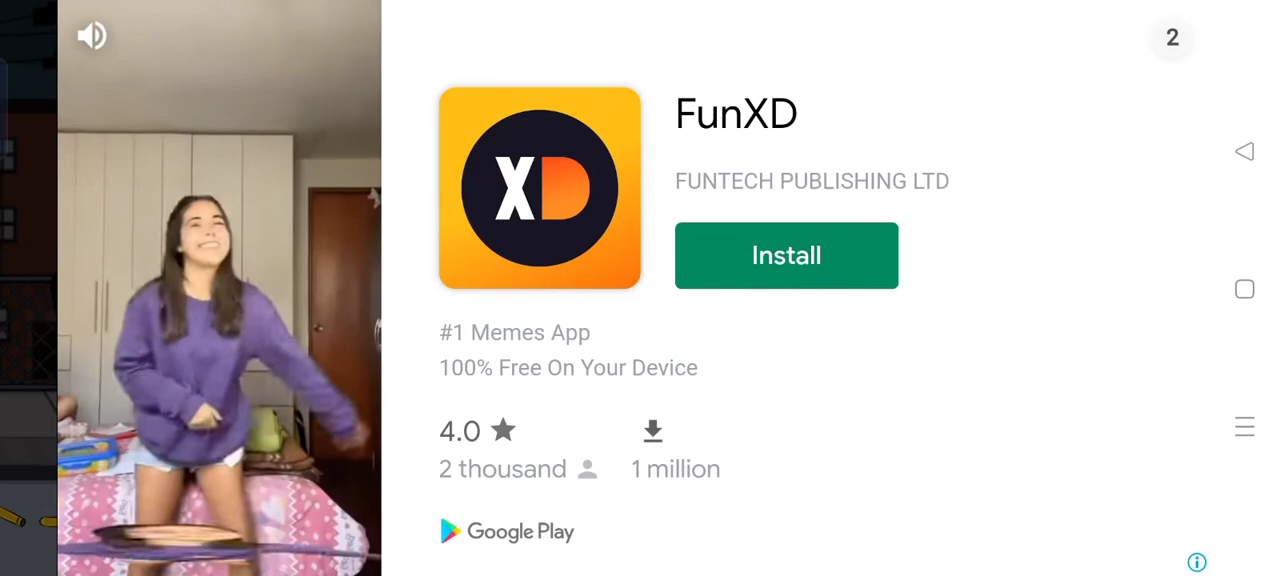 2
XD
FunXD
FUNTECH PUBLISHING LTD
Install
#1 Memes App
100% Free On Your Device
4.0
2 thousand
1 million
Google Play